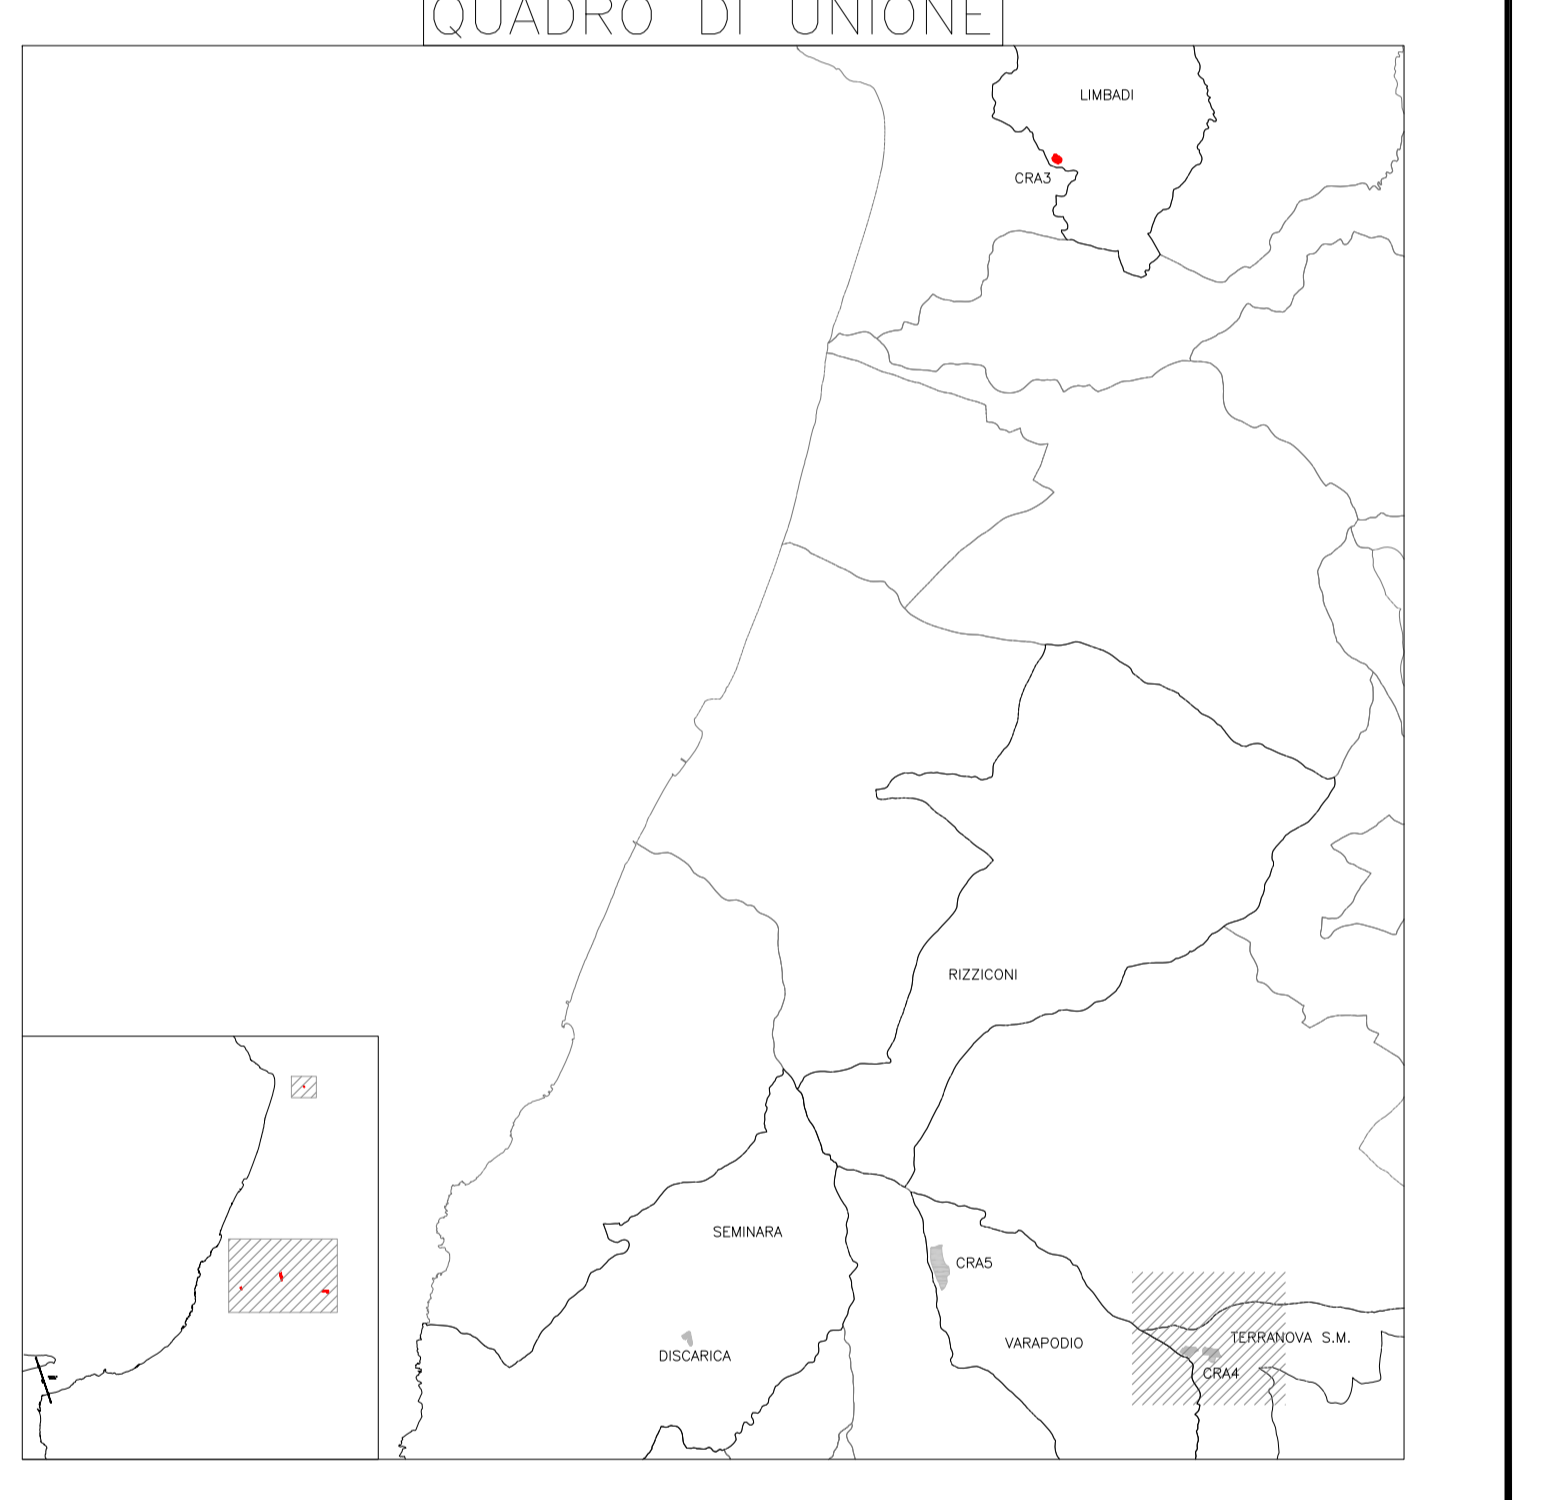 QUADRO DI UNIONE
LIMBADI
CRA3
RIZZICONI
SEMINARA
CRA5
TERRANOVA S.M.
VARAPODIO
DISCARICA
CRA4